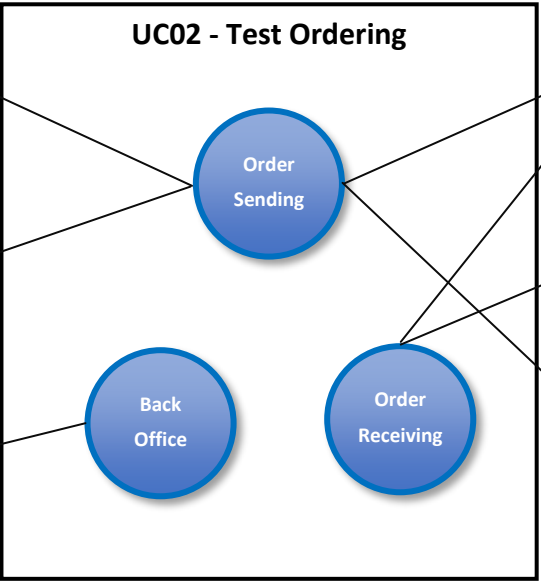 UC02 - Test Ordering
Order
Sending
Back
Office
Order
Receiving